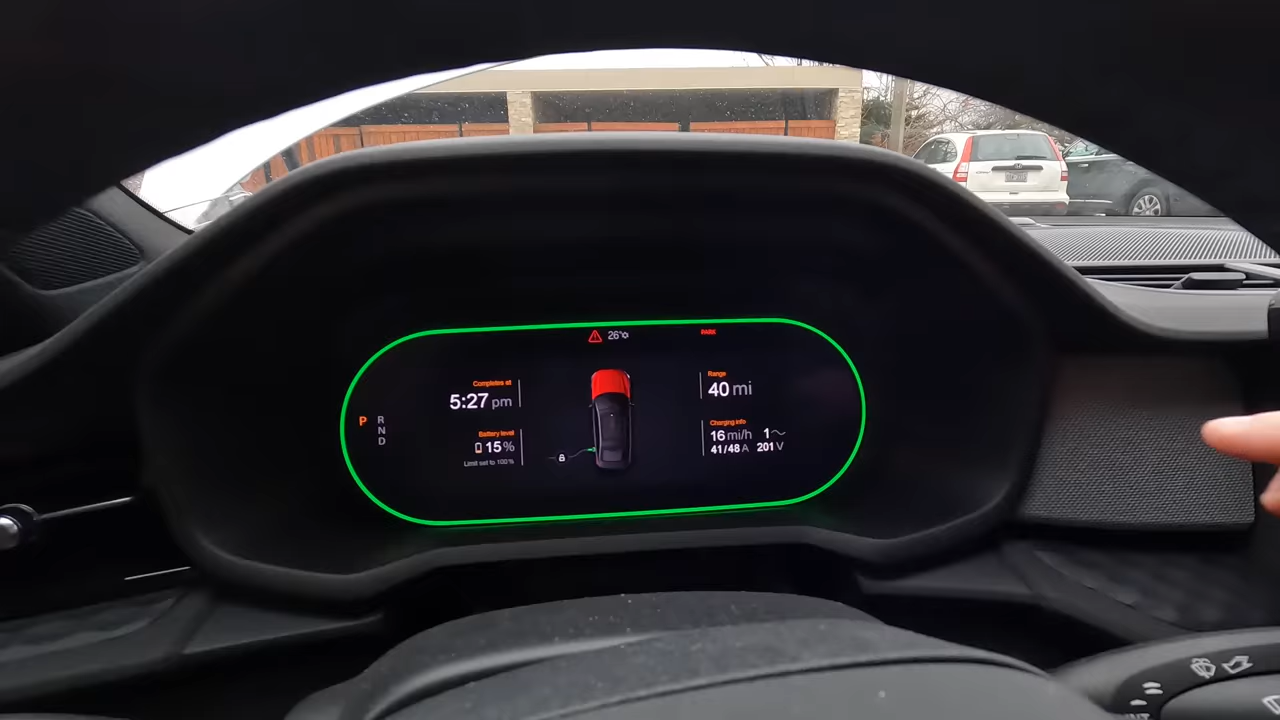 26°
PARK
Completes at
5:27 pm
Range
40 mi
P
R
N
D
Battery level
15%
Limit set to 100%
Charging info
16 mi/h 1
41/48 A 201 V